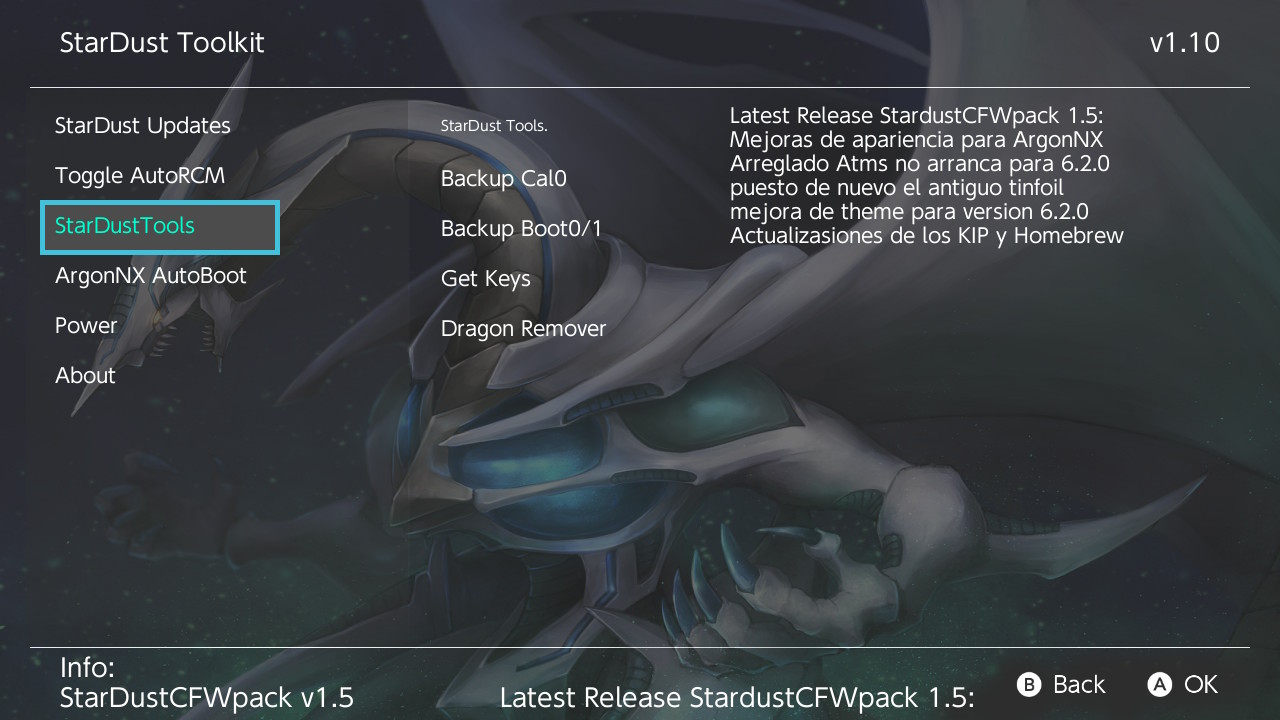 StarDust Toolkit
v1.10
StarDust Updates
Toggle AutoRCM
StarDustTools
ArgonNX AutoBoot
Power
About
StarDust Tools.
Backup Cal0
Backup Boot0/1
Get Keys
Dragon Remover
Latest Release StardustCFWpack 1.5:
Mejoras de apariencia para ArgonNX
Arreglado Atms no arranca para 6.2.0
puesto de nuevo el antiguo tinfoil
mejora de theme para version 6.2.0
Actualizasiones de los KIP y Homebrew
Info:
StarDustCFWpack v1.5
Latest Release StardustCFWpack 1.5:
B Back
A OK